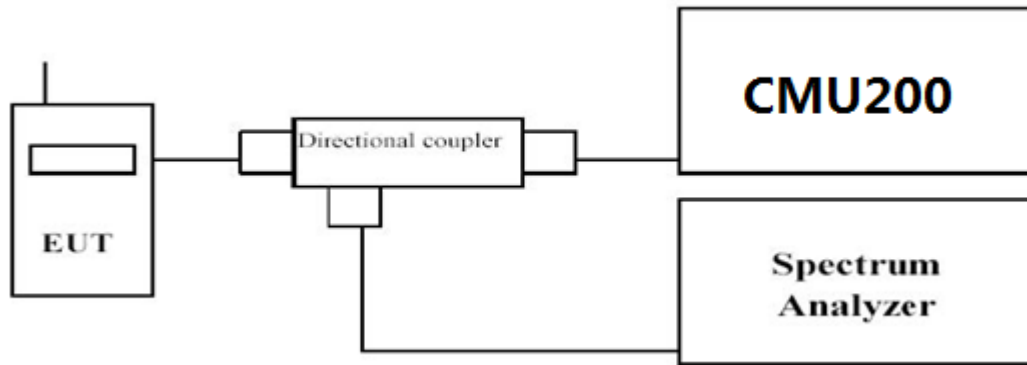 CMU200
Directional coupler
EUT
Spectrum
Analyzer